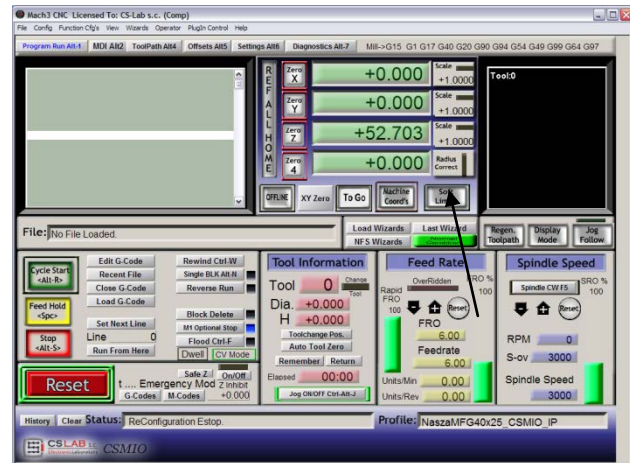 Mach3 CNC Licensed To: CS-Lab s.c. (Comp)
File Config Function Cfg's View Wizards Operator PlugIn Control Help
Program Run Alt-1 MDI Alt2 ToolPath Alt4 Offsets Alt5 Settings Alt6 Diagnostics Alt-7 Mill->G15 G1 G17 G40 G20 G90 G94 G54 G49 G99 G64 G97
REF ALL HOME
Zero X +0.000 Scale +1.0000
Zero Y +0.000 Scale +1.0000
Zero Z +52.703 Scale +1.0000
Zero 4 +0.000 Radius Correct
OFFLINE XY Zero To Go Machine Coord's Soft
Tool:0
File: No File Loaded.
Load Wizards Last Wizard
NFS Wizards
Regen. Toolpath Display Mode Jog Follow
Cycle Start <Alt-R>
Feed Hold <Spc>
Stop <Alt-S>
Edit G-Code Rewind Ctrl-W
Recent File Single BLK Alt-N
Close G-Code Reverse Run
Load G-Code
Block Delete
Set Next Line M1 Optional Stop
Line 0 Flood Ctrl-F
Run From Here Dwell CV Mode
Reset
t.... Emergency Mod
Safe Z On/Off
Z Inhibit
G-Codes M-Codes +0.000
Tool Information
Tool 0 Change Tool
Dia. +0.000
H +0.000
Toolchange Pos.
Auto Tool Zero
Remember Return
Elapsed 00:00
Jog ON/OFF Ctrl-Alt-J
Feed Rate
OverRidden
Rapid FRO 100
RO % 100
Reset
FRO
6.00
Feedrate
6.00
Units/Min 0.00
Units/Rev 0.00
Spindle Speed
Spindle CW F5
SRO % 100
Reset
RPM 0
S-ov 3000
Spindle Speed
3000
History Clear Status: ReConfiguration Estop.
Profile: NaszaMFG40x25_CSMIO_IP
CSLAB s.c.
CSMIO